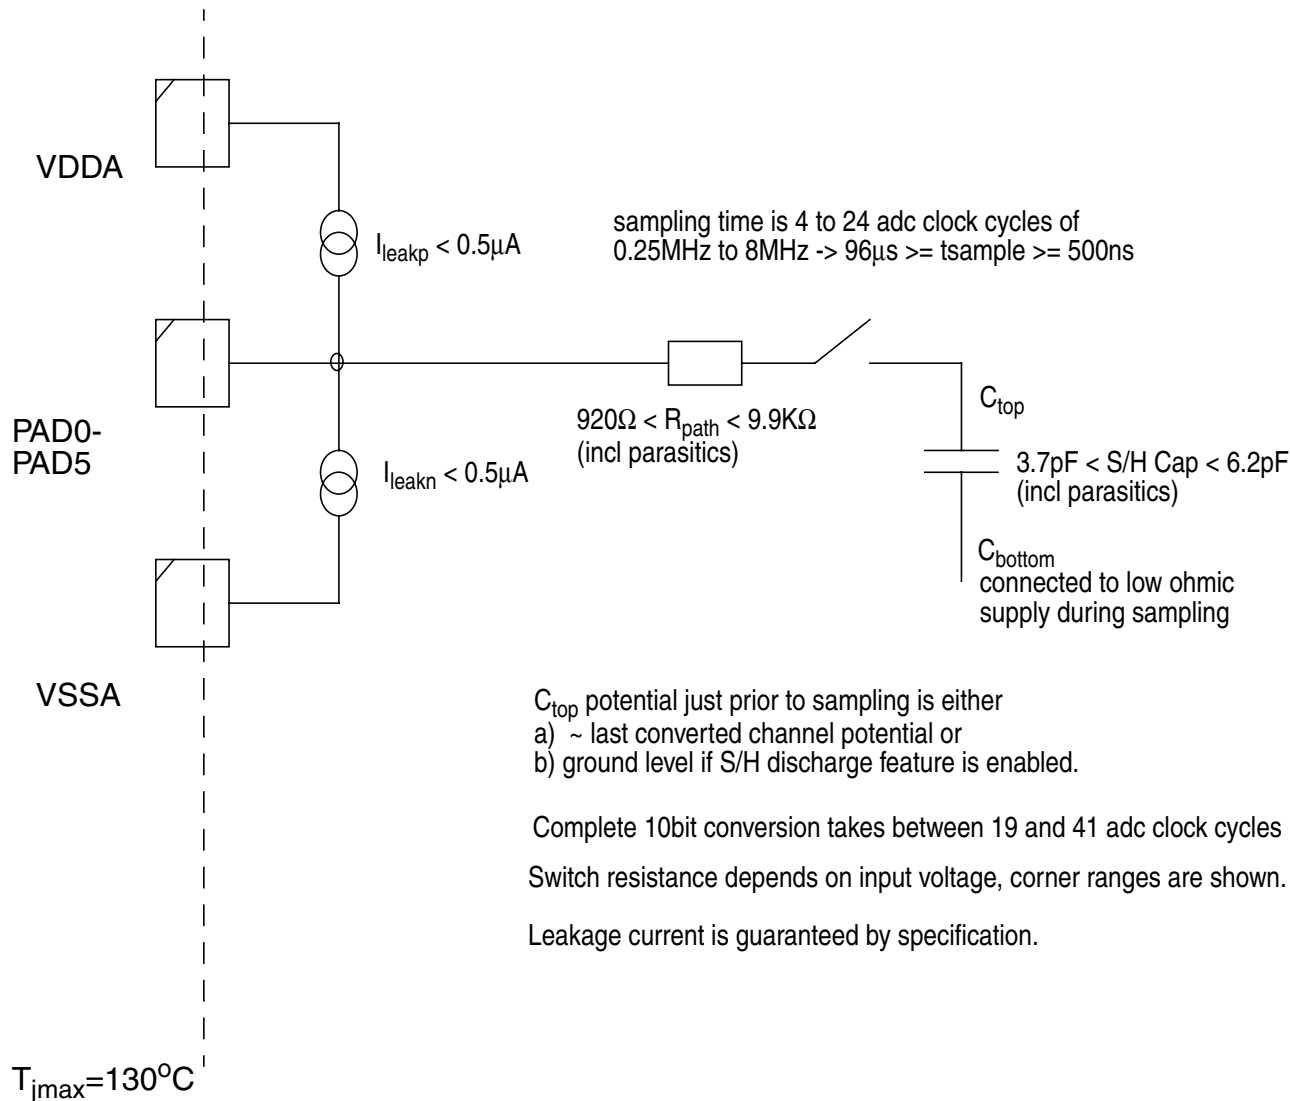 VDDA
I_leakp < 0.5μA
sampling time is 4 to 24 adc clock cycles of
0.25MHz to 8MHz -> 96μs >= tsample >= 500ns
PAD0-
PAD5
920Ω < R_path < 9.9KΩ
(incl parasitics)
C_top
3.7pF < S/H Cap < 6.2pF
(incl parasitics)
I_leakn < 0.5μA
C_bottom
connected to low ohmic
supply during sampling
VSSA
C_top potential just prior to sampling is either
a) ~ last converted channel potential or
b) ground level if S/H discharge feature is enabled.
Complete 10bit conversion takes between 19 and 41 adc clock cycles
Switch resistance depends on input voltage, corner ranges are shown.
Leakage current is guaranteed by specification.
T_jmax=130°C